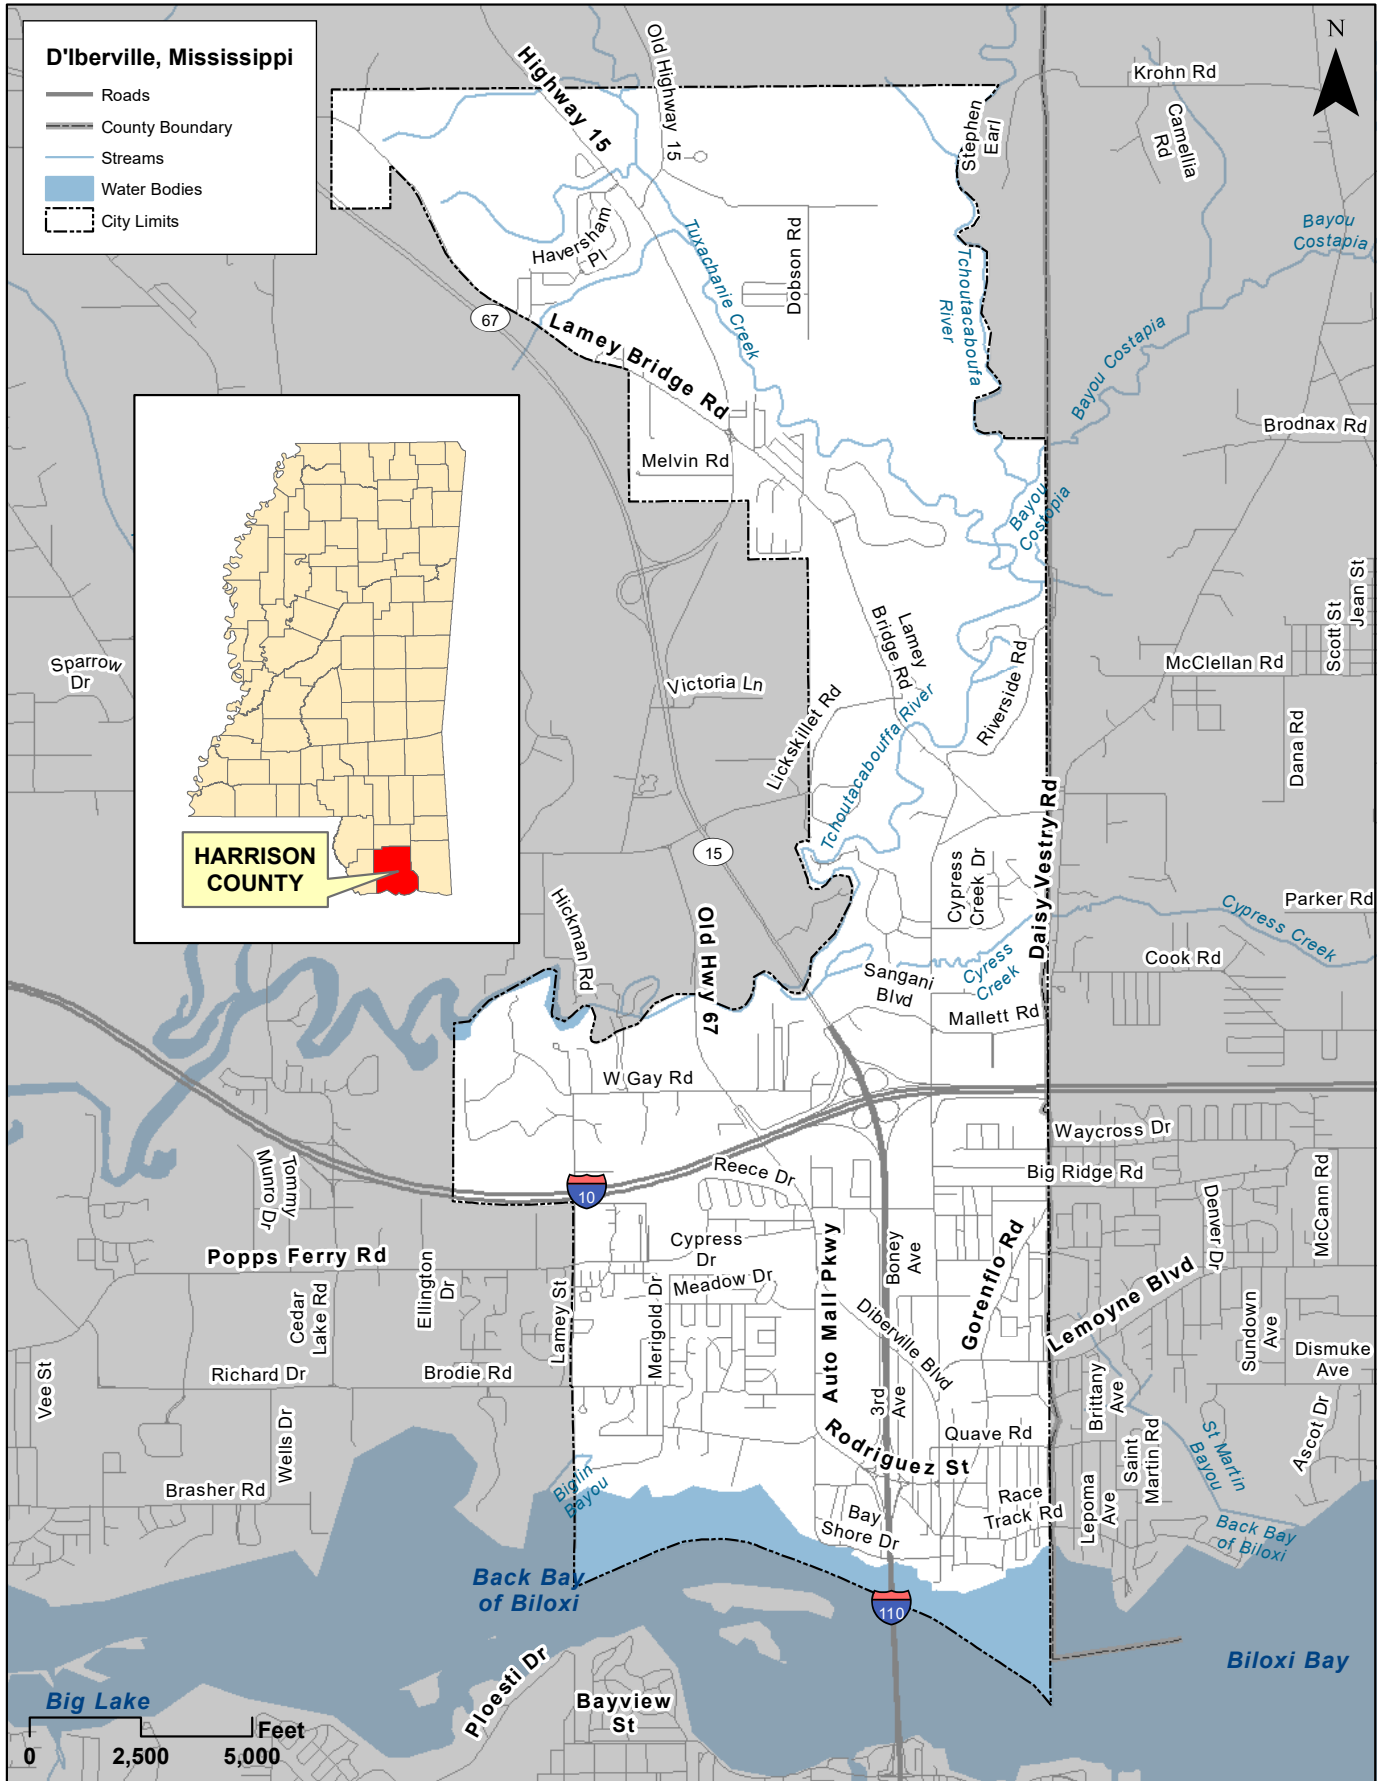 D'Iberville, Mississippi
Roads
County Boundary
Streams
Water Bodies
City Limits
N
Highway 15
Old Highway 15
Stephen
Earl
Krohn Rd
Camellia
Rd
Bayou
Costapia
Haversham
Pl
Tuxachanie Creek
Dobson Rd
Tchoutacaboufa
River
67
Lamey Bridge Rd
Bayou Costapia
Brodnax Rd
Melvin Rd
Bayou
Costopia
Jean St
Scott St
McClellan Rd
Lamey
Bridge Rd
Riverside Rd
Sparrow
Dr
Victoria Ln
Lickskillet Rd
Tchoutacabouffa River
Dana Rd
Daisy Vestry Rd
HARRISON
COUNTY
15
Cypress
Creek Dr
Parker Rd
Cypress Creek
Hickman Rd
Old Hwy 67
Sangani
Blvd
Cyress
Creek
Cook Rd
Mallett Rd
W Gay Rd
Waycross Dr
Big Ridge Rd
Reece Dr
10
Tommy
Munro Dr
Denver Dr
McCann Rd
Popps Ferry Rd
Cypress
Dr
Meadow Dr
Auto Mall Pkwy
Boney
Ave
Gorenflo Rd
Lemoyne Blvd
Ellington
Dr
Cedar
Lake Rd
Lamey St
Merigold Dr
Diberville Blvd
Sundown
Ave
Dismuke
Ave
Vee St
Richard Dr
Brodie Rd
3rd
Ave
Brittany
Ave
Wells Dr
Rodriguez St
Quave Rd
Saint
Martin Rd
St Martin
Bayou
Ascot Dr
Brasher Rd
Biglin
Bayou
Bay
Shore Dr
Race
Track Rd
Lepoma
Ave
Back Bay
of Biloxi
Back Bay
of Biloxi
110
Biloxi Bay
Big Lake
Ploesti Dr
Bayview
St
Feet
0
2,500
5,000